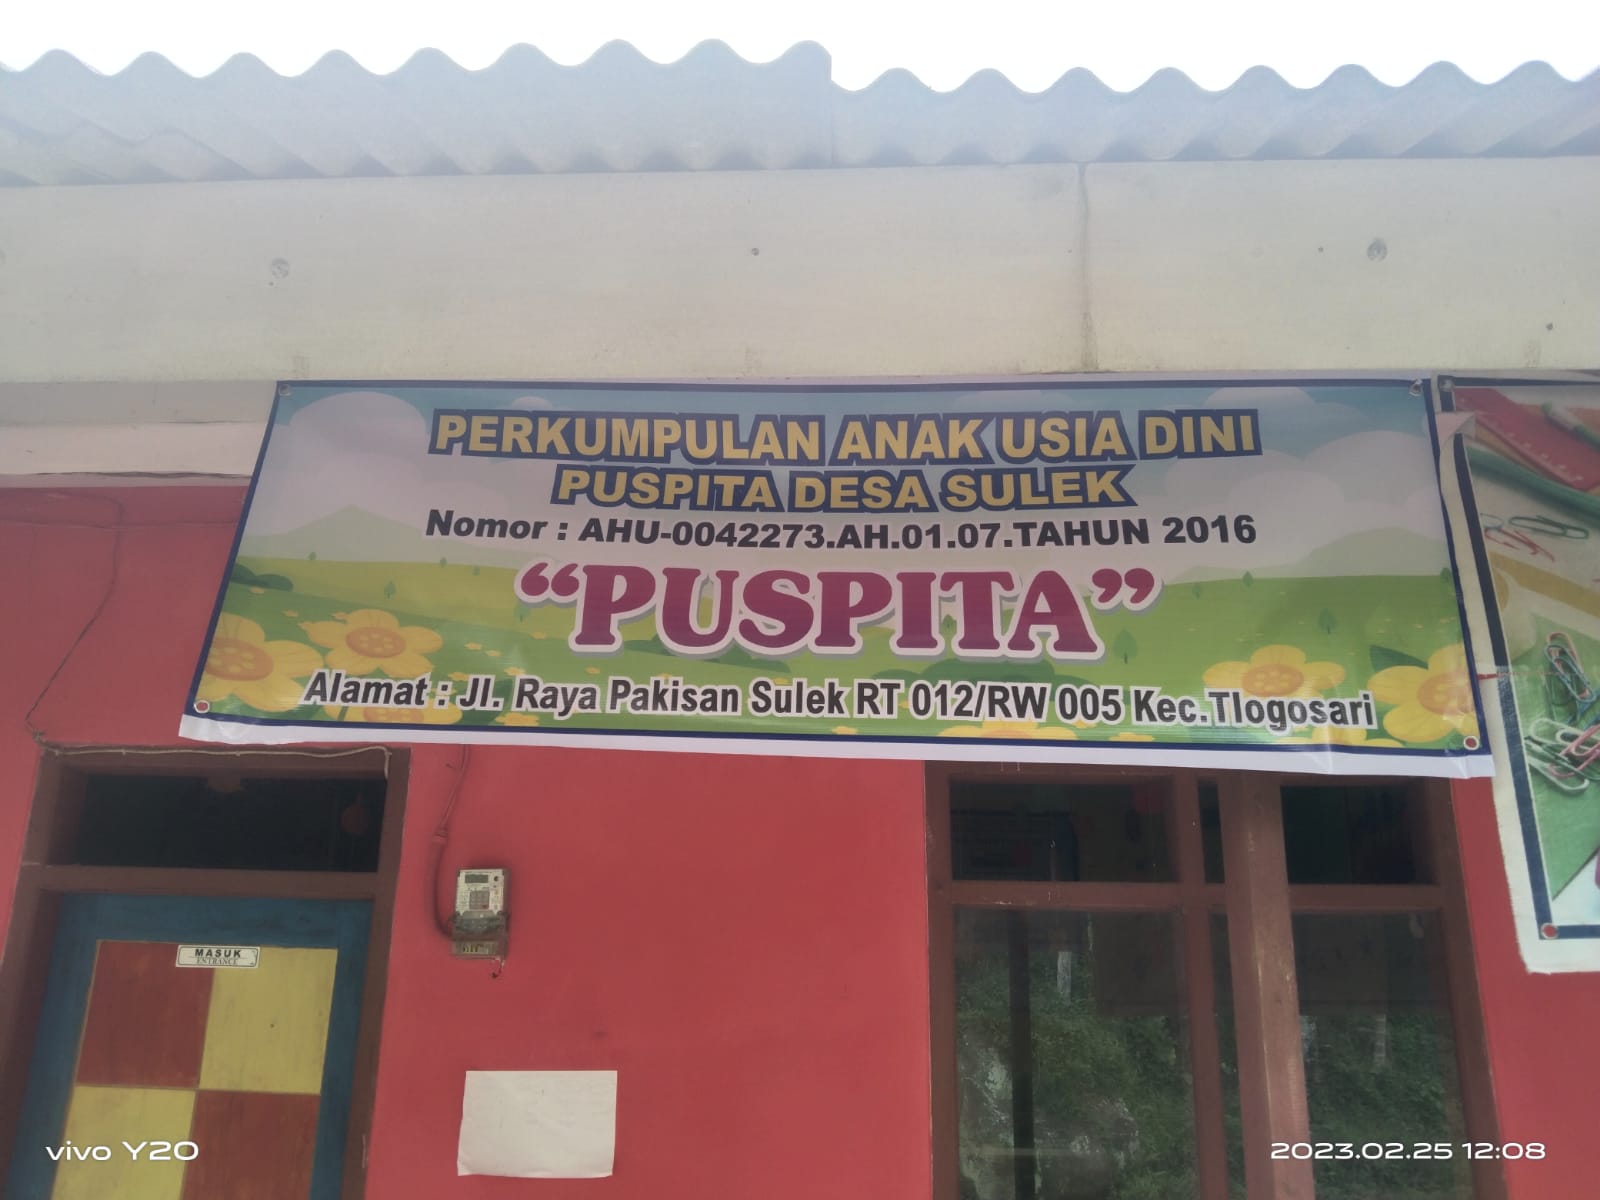 PERKUMPULAN ANAK USIA DINI
PUSPITA DESA SULEK
Nomor : AHU-0042273.AH.01.07.TAHUN 2016
“PUSPITA”
Alamat : Jl. Raya Pakisan Sulek RT 012/RW 005 Kec.Tlogosari
MASUK
ENTRANCE
vivo Y20
2023.02.25 12:08